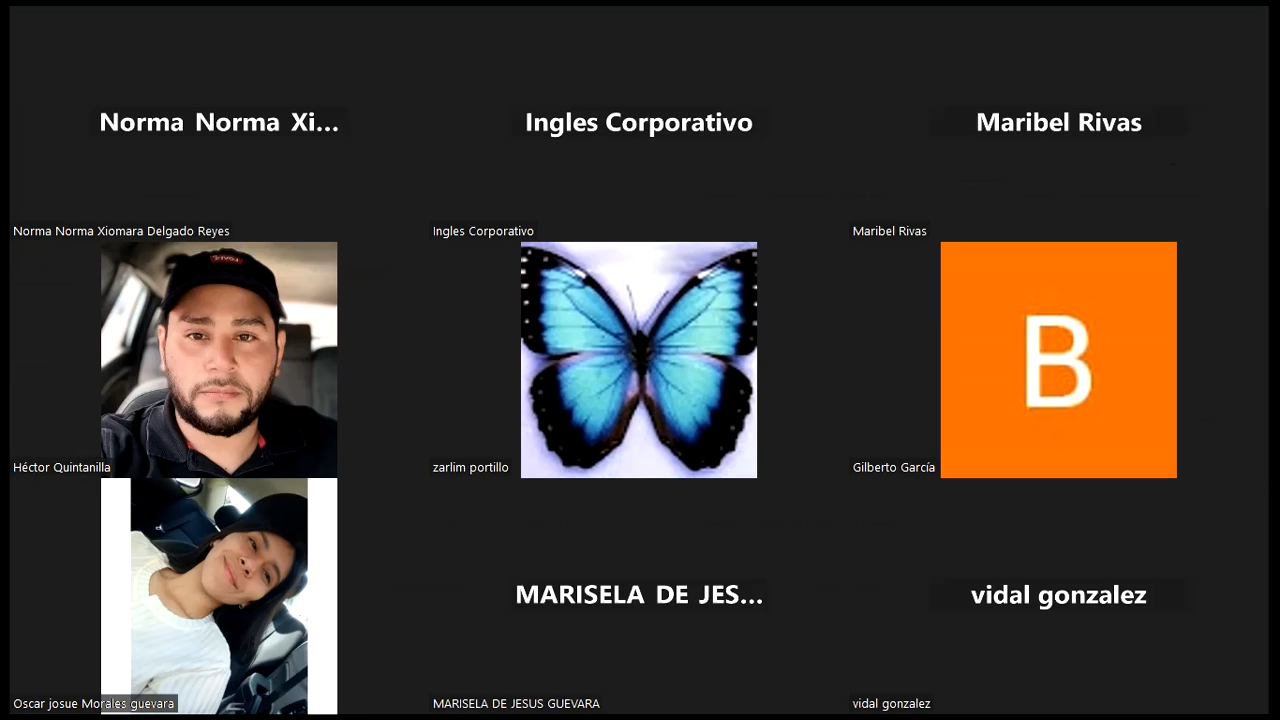 Norma Norma Xi...
Ingles Corporativo
Maribel Rivas
Norma Norma Xiomara Delgado Reyes
Ingles Corporativo
Maribel Rivas
B
Héctor Quintanilla
zarlim portillo
Gilberto García
MARISELA DE JES...
vidal gonzalez
Oscar josue Morales guevara
MARISELA DE JESUS GUEVARA
vidal gonzalez